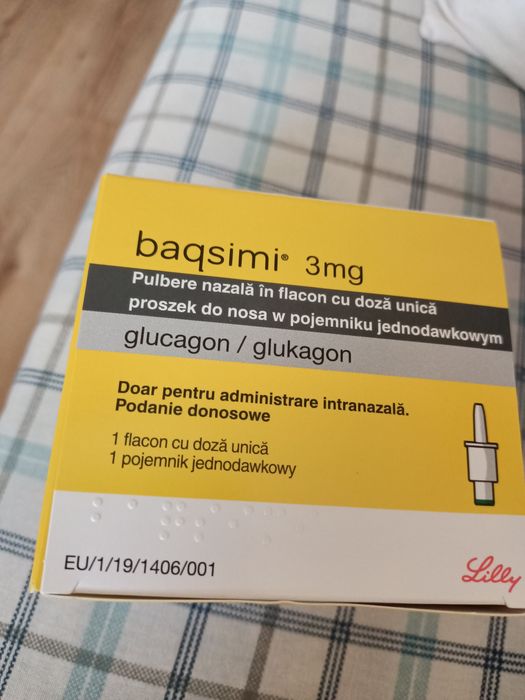 baqsimi® 3mg
Pulbere nazală în flacon cu doză unică
proszek do nosa w pojemniku jednodawkowym
glucagon / glukagon
Doar pentru administrare intranazală.
Podanie donosowe
1 flacon cu doză unică
1 pojemnik jednodawkowy
EU/1/19/1406/001
Lilly